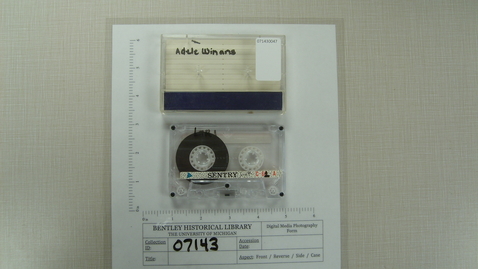 Adele Winans
SENTRY
BENTLEY HISTORICAL LIBRARY
THE UNIVERSITY OF MICHIGAN
Digital Media Photography
Form
Collection
ID:
07143
Accession
Date:
Title:
Aspect: Front / Reverse / Side / Case